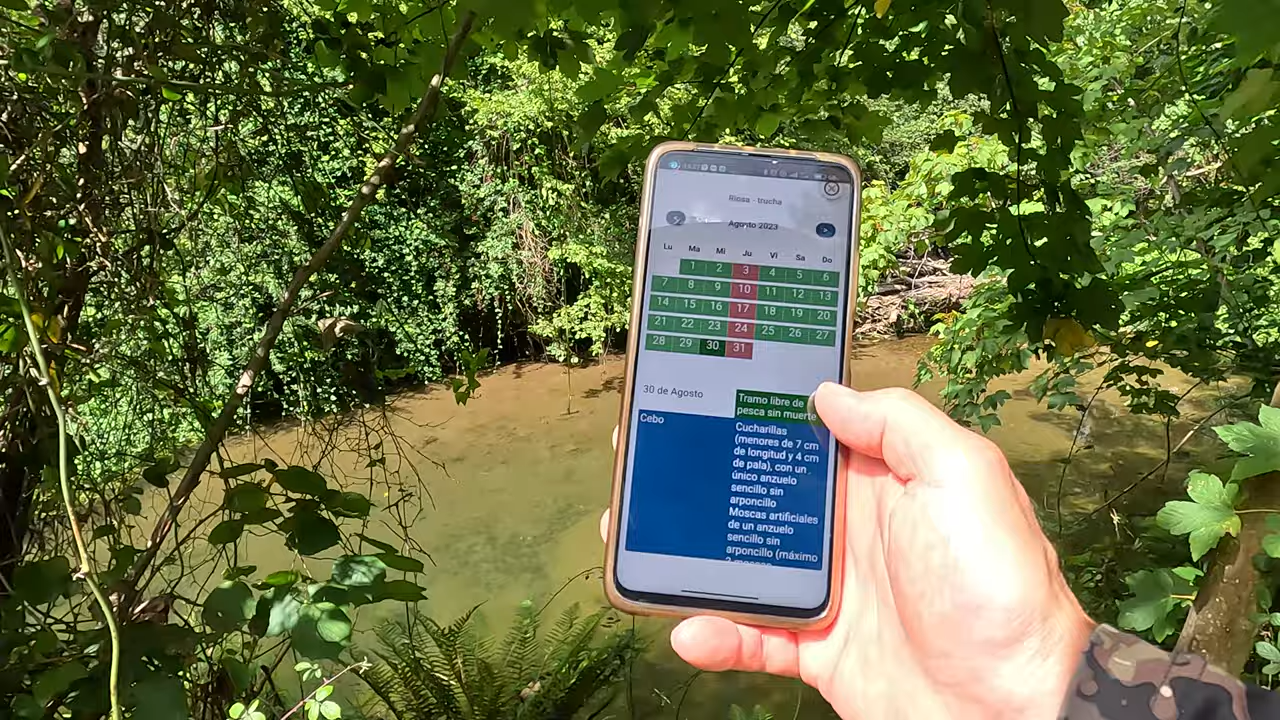 Riosa - trucha
Agosto 2023
Lu Ma Mi Ju Vi Sa Do
1 2 3 4 5 6
7 8 9 10 11 12 13
14 15 16 17 18 19 20
21 22 23 24 25 26 27
28 29 30 31
30 de Agosto
Tramo libre de
pesca sin muerte
Cebo
Cucharillas
(menores de 7 cm
de longitud y 4 cm
de pala), con un
único anzuelo
sencillo sin
arponcillo
Moscas artificiales
de un anzuelo
sencillo sin
arponcillo (máximo